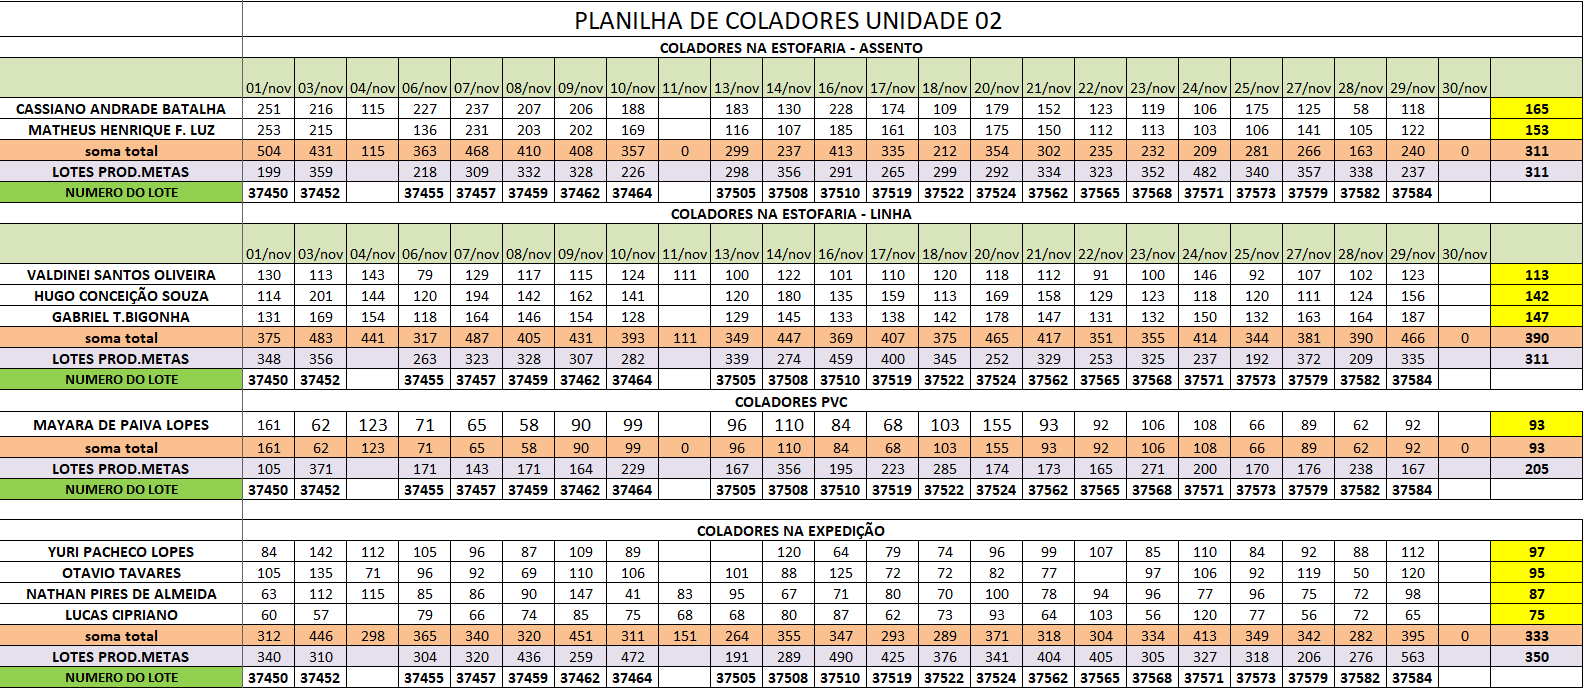 PLANILHA DE COLADORES UNIDADE 02
COLADORES NA ESTOFARIA - ASSENTO
01/nov 03/nov 04/nov 06/nov 07/nov 08/nov 09/nov 10/nov 11/nov 13/nov 14/nov 16/nov 17/nov 18/nov 20/nov 21/nov 22/nov 23/nov 24/nov 25/nov 27/nov 28/nov 29/nov 30/nov
CASSIANO ANDRADE BATALHA 251 216 115 227 237 207 206 188 183 130 228 174 109 179 152 123 119 106 175 125 58 118 165
MATHEUS HENRIQUE F. LUZ 253 215 136 231 203 202 169 116 107 185 161 103 175 150 112 113 103 106 141 105 122 153
soma total 504 431 115 363 468 410 408 357 0 299 237 413 335 212 354 302 235 232 209 281 266 163 240 0 311
LOTES PROD.METAS 199 359 218 309 332 328 226 298 356 291 265 299 292 334 323 352 482 340 357 338 237 311
NUMERO DO LOTE 37450 37452 37455 37457 37459 37462 37464 37505 37508 37510 37519 37522 37524 37562 37565 37568 37571 37573 37579 37582 37584
COLADORES NA ESTOFARIA - LINHA
01/nov 03/nov 04/nov 06/nov 07/nov 08/nov 09/nov 10/nov 11/nov 13/nov 14/nov 16/nov 17/nov 18/nov 20/nov 21/nov 22/nov 23/nov 24/nov 25/nov 27/nov 28/nov 29/nov 30/nov
VALDINEI SANTOS OLIVEIRA 130 113 143 79 129 117 115 124 111 100 122 101 110 120 118 112 91 100 146 92 107 102 123 113
HUGO CONCEIÇÃO SOUZA 114 201 144 120 194 142 162 141 120 180 135 159 113 169 158 129 123 118 120 111 124 156 142
GABRIEL T.BIGONHA 131 169 154 118 164 146 154 128 129 145 133 138 142 178 147 131 132 150 132 163 164 187 147
soma total 375 483 441 317 487 405 431 393 111 349 447 369 407 375 465 417 351 355 414 344 381 390 466 0 390
LOTES PROD.METAS 348 356 263 323 328 307 282 339 274 459 400 345 252 329 253 325 237 192 372 209 335 311
NUMERO DO LOTE 37450 37452 37455 37457 37459 37462 37464 37505 37508 37510 37519 37522 37524 37562 37565 37568 37571 37573 37579 37582 37584
COLADORES PVC
MAYARA DE PAIVA LOPES 161 62 123 71 65 58 90 99 96 110 84 68 103 155 93 92 106 108 66 89 62 92 93
soma total 161 62 123 71 65 58 90 99 0 96 110 84 68 103 155 93 92 106 108 66 89 62 92 0 93
LOTES PROD.METAS 105 371 171 143 171 164 229 167 356 195 223 285 174 173 165 271 200 170 176 238 167 205
NUMERO DO LOTE 37450 37452 37455 37457 37459 37462 37464 37505 37508 37510 37519 37522 37524 37562 37565 37568 37571 37573 37579 37582 37584
COLADORES NA EXPEDIÇÃO
YURI PACHECO LOPES 84 142 112 105 96 87 109 89 120 64 79 74 96 99 107 85 110 84 92 88 112 97
OTAVIO TAVARES 105 135 71 96 92 69 110 106 101 88 125 72 72 82 77 97 106 92 119 50 120 95
NATHAN PIRES DE ALMEIDA 63 112 115 85 86 90 147 41 83 95 67 71 80 70 100 78 94 96 77 96 75 72 98 87
LUCAS CIPRIANO 60 57 79 66 74 85 75 68 68 80 87 62 73 93 64 103 56 120 77 56 72 65 75
soma total 312 446 298 365 340 320 451 311 151 264 355 347 293 289 371 318 304 334 413 349 342 282 395 0 333
LOTES PROD.METAS 340 310 304 320 436 259 472 191 289 490 425 376 341 404 405 305 327 318 206 276 563 350
NUMERO DO LOTE 37450 37452 37455 37457 37459 37462 37464 37505 37508 37510 37519 37522 37524 37562 37565 37568 37571 37573 37579 37582 37584